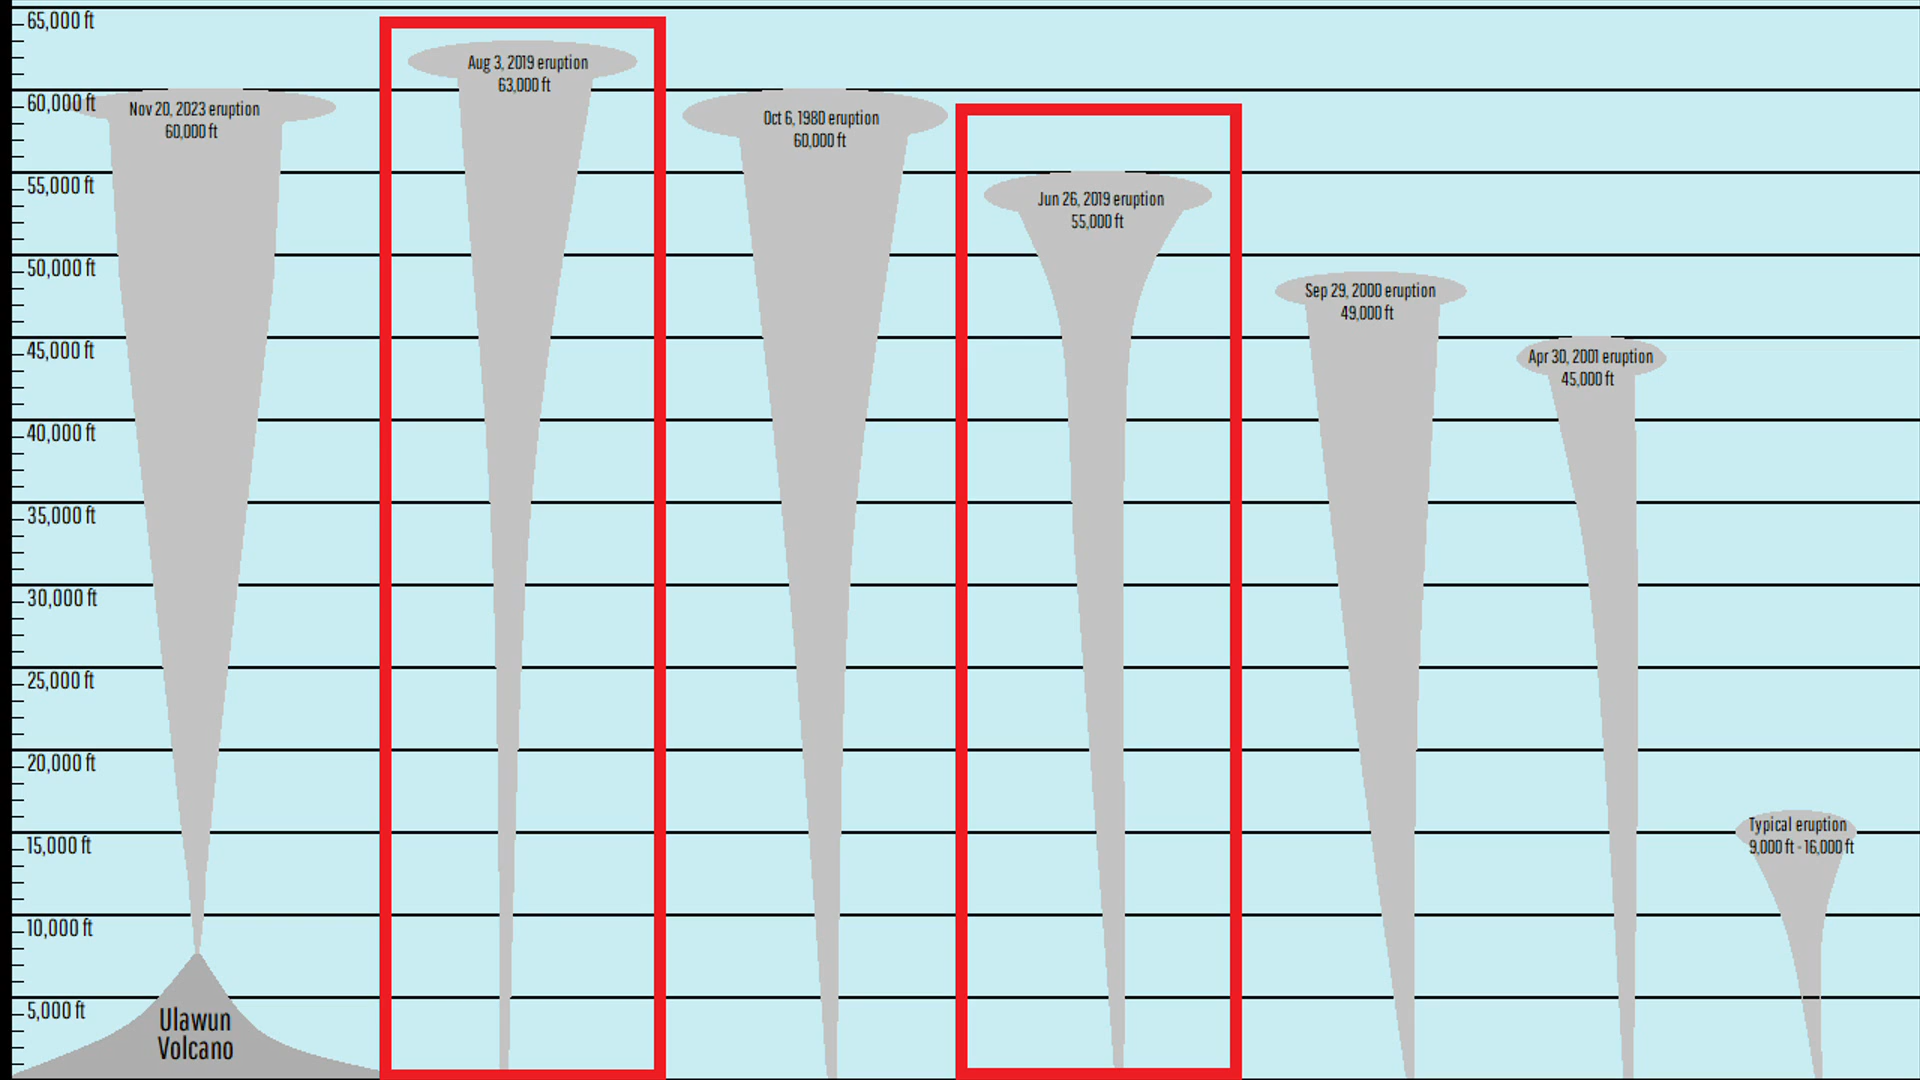 65,000 ft
60,000 ft
55,000 ft
50,000 ft
45,000 ft
40,000 ft
35,000 ft
30,000 ft
25,000 ft
20,000 ft
15,000 ft
10,000 ft
5,000 ft
Nov 20, 2023 eruption
60,000 ft
Aug 3, 2019 eruption
63,000 ft
Oct 6, 1980 eruption
60,000 ft
Jun 26, 2019 eruption
55,000 ft
Sep 29, 2000 eruption
49,000 ft
Apr 30, 2001 eruption
45,000 ft
Typical eruption
9,000 ft - 16,000 ft
Ulawun
Volcano